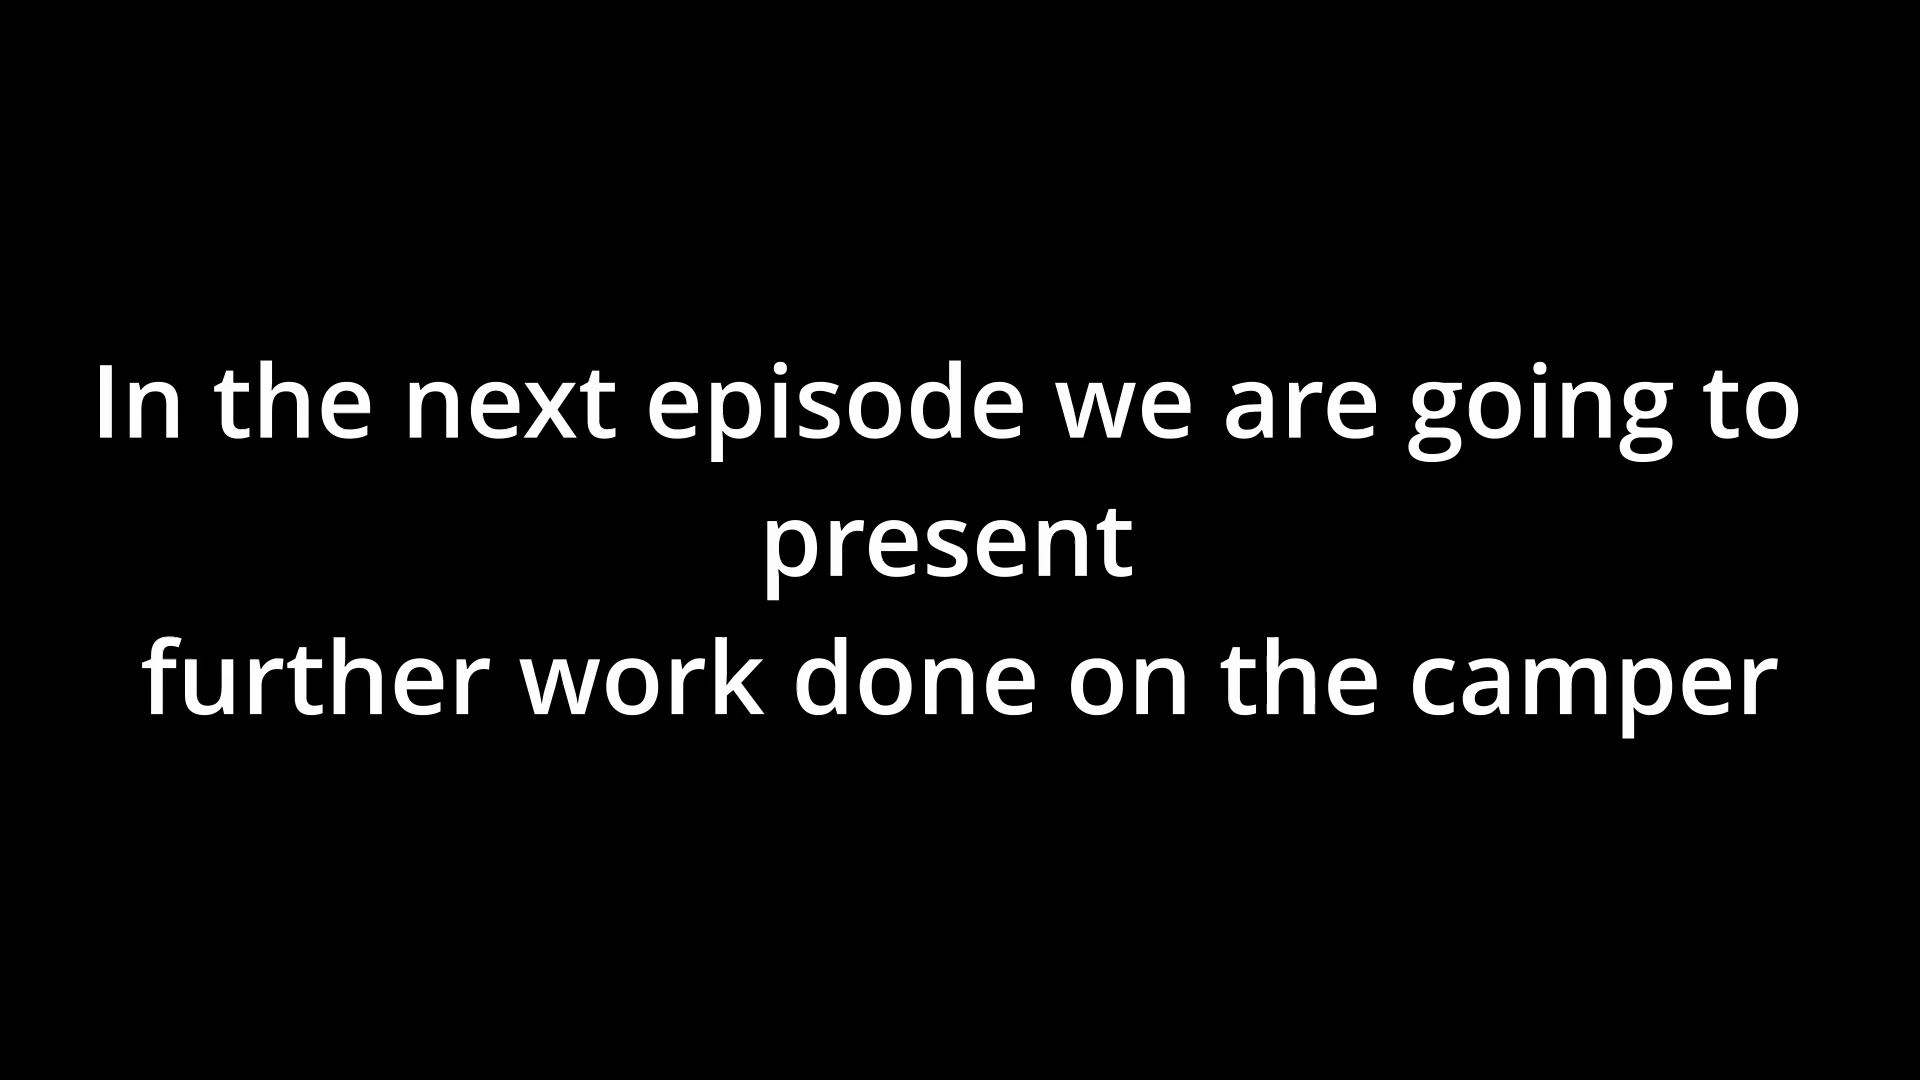 In the next episode we are going to
present
further work done on the camper